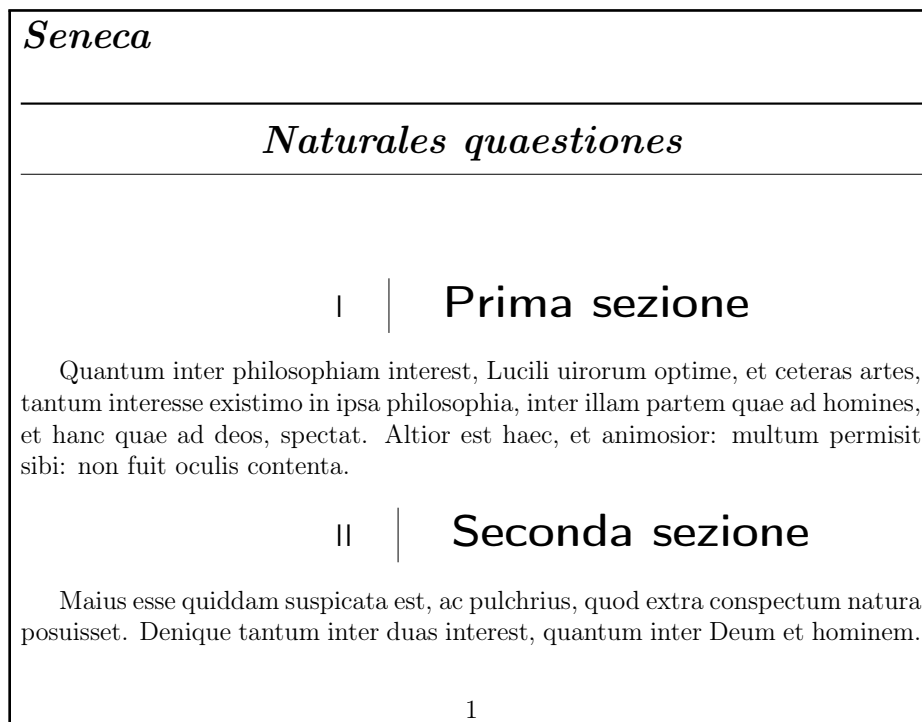 Seneca
Naturales quaestiones
I Prima sezione
Quantum inter philosophiam interest, Lucili uirorum optime, et ceteras artes,
tantum interesse existimo in ipsa philosophia, inter illam partem quae ad homines,
et hanc quae ad deos, spectat. Altior est haec, et animosior: multum permisit
sibi: non fuit oculis contenta.
II Seconda sezione
Maius esse quiddam suspicata est, ac pulchrius, quod extra conspectum natura
posuisset. Denique tantum inter duas interest, quantum inter Deum et hominem.
1